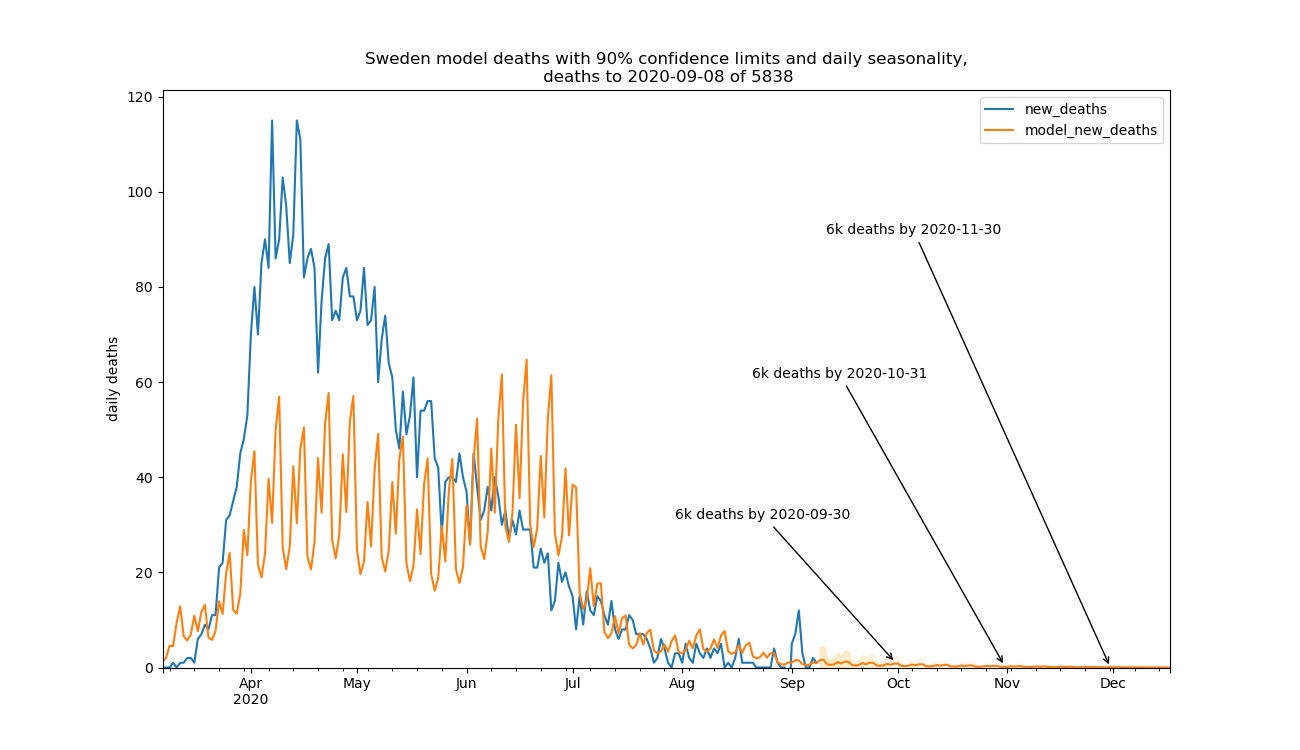 Sweden model deaths with 90% confidence limits and daily seasonality,
deaths to 2020-09-08 of 5838
120
100
80
60
40
20
0
daily deaths
new_deaths
model_new_deaths
6k deaths by 2020-11-30
6k deaths by 2020-10-31
6k deaths by 2020-09-30
Apr
May
Jun
Jul
Aug
Sep
Oct
Nov
Dec
2020